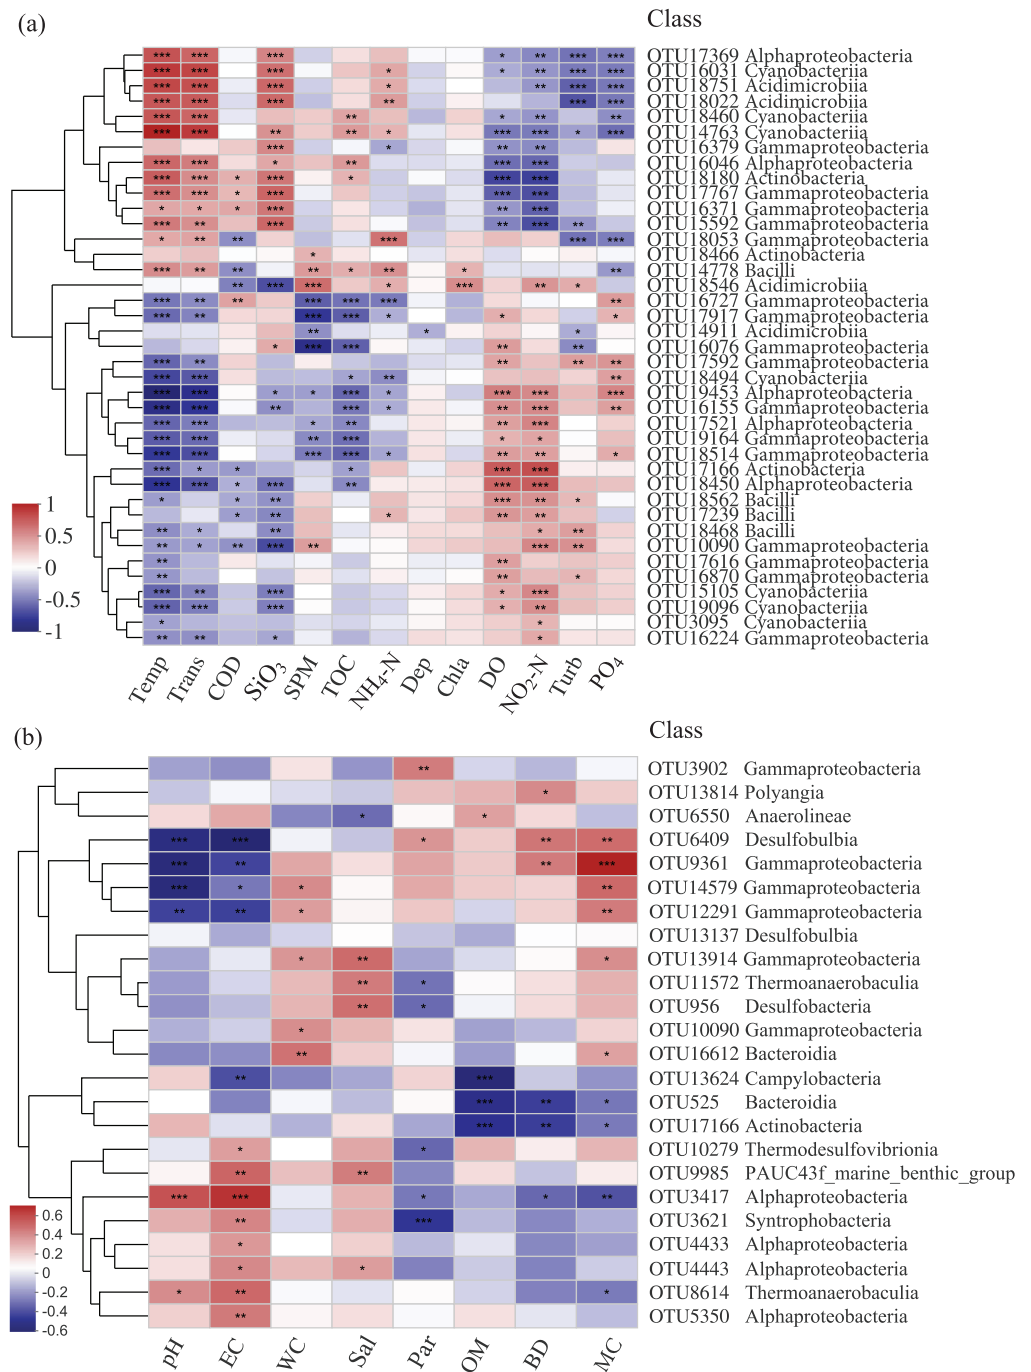 (a)
Class
OTU17369 Alphaproteobacteria
OTU16031 Cyanobacteriia
OTU18751 Acidimicrobiia
OTU18022 Acidimicrobiia
OTU18460 Cyanobacteriia
OTU14763 Cyanobacteriia
OTU16379 Gammaproteobacteria
OTU16046 Alphaproteobacteria
OTU18180 Actinobacteria
OTU17767 Gammaproteobacteria
OTU16371 Gammaproteobacteria
OTU15592 Gammaproteobacteria
OTU18053 Gammaproteobacteria
OTU18466 Actinobacteria
OTU14778 Bacilli
OTU18546 Acidimicrobiia
OTU16727 Gammaproteobacteria
OTU17917 Gammaproteobacteria
OTU14911 Acidimicrobiia
OTU16076 Gammaproteobacteria
OTU17592 Gammaproteobacteria
OTU18494 Cyanobacteriia
OTU19453 Alphaproteobacteria
OTU16155 Gammaproteobacteria
OTU17521 Alphaproteobacteria
OTU19164 Gammaproteobacteria
OTU18514 Gammaproteobacteria
OTU17166 Actinobacteria
OTU18450 Alphaproteobacteria
OTU18562 Bacilli
OTU17239 Bacilli
OTU18468 Bacilli
OTU10090 Gammaproteobacteria
OTU17616 Gammaproteobacteria
OTU16870 Gammaproteobacteria
OTU15105 Cyanobacteriia
OTU19096 Cyanobacteriia
OTU3095 Cyanobacteriia
OTU16224 Gammaproteobacteria
1
0.5
0
-0.5
-1
Temp Trans COD SiO₃ SPM TOC NH₄-N Dep Chla DO NO₂-N Turb PO₄
(b)
Class
OTU3902 Gammaproteobacteria
OTU13814 Polyangia
OTU6550 Anaerolineae
OTU6409 Desulfobulbia
OTU9361 Gammaproteobacteria
OTU14579 Gammaproteobacteria
OTU12291 Gammaproteobacteria
OTU13137 Desulfobulbia
OTU13914 Gammaproteobacteria
OTU11572 Thermoanaerobaculia
OTU956 Desulfobacteria
OTU10090 Gammaproteobacteria
OTU16612 Bacteroidia
OTU13624 Campylobacteria
OTU525 Bacteroidia
OTU17166 Actinobacteria
OTU10279 Thermodesulfovibrionia
OTU9985 PAUC43f_marine_benthic_group
OTU3417 Alphaproteobacteria
OTU3621 Syntrophobacteria
OTU4433 Alphaproteobacteria
OTU4443 Alphaproteobacteria
OTU8614 Thermoanaerobaculia
OTU5350 Alphaproteobacteria
0.6
0.4
0.2
0
-0.2
-0.4
-0.6
pH EC WC Sal Par OM BD MC